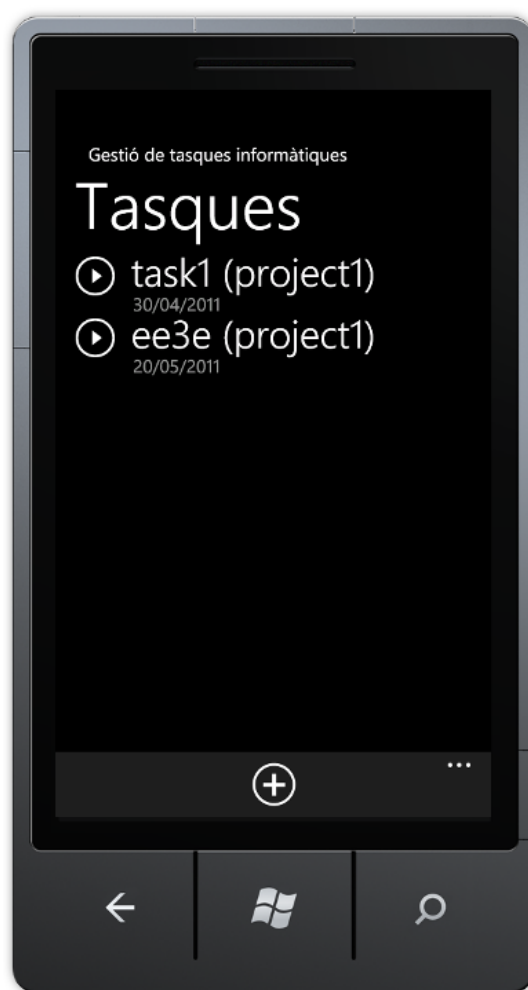 Gestió de tasques informàtiques
Tasques
task1 (project1)
30/04/2011
ee3e (project1)
20/05/2011